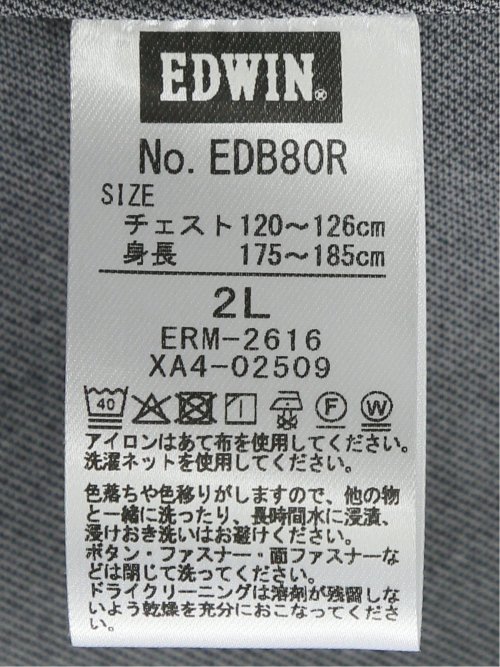 EDWIN®
No. EDB80R
SIZE
チェスト 120〜126cm
身長 175〜185cm
2L
ERM-2616
XA4-02509
40 F W
アイロンはあて布を使用してください。
洗濯ネットを使用してください。
色落ちや色移りがしますので、他の物
と一緒に洗ったり、長時間水に浸漬、
浸けおき洗いはお避けください。
ボタン・ファスナー・面ファスナーな
どは閉じて洗ってください。
ドライクリーニングは溶剤が残留しな
いよう乾燥を充分におこなってくださ
い。